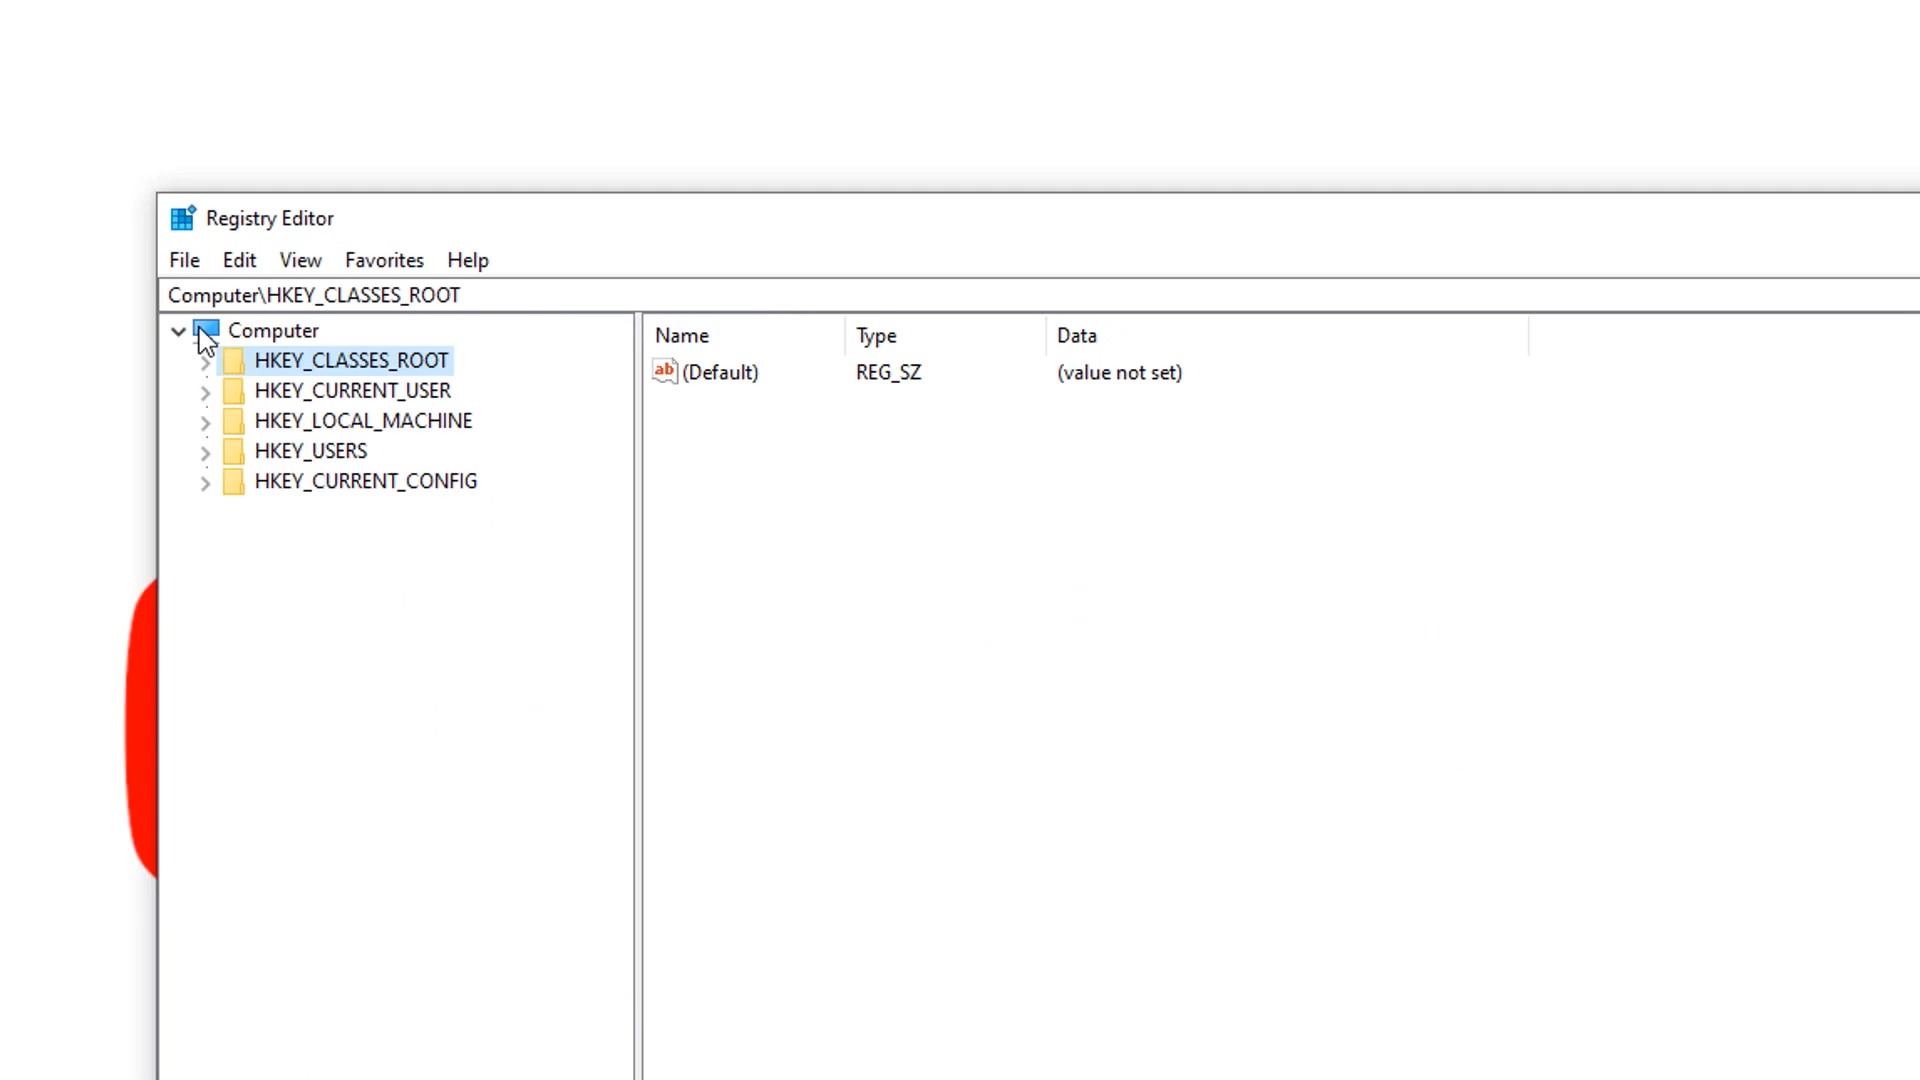 Registry Editor
File Edit View Favorites Help
Computer\HKEY_CLASSES_ROOT
Computer
HKEY_CLASSES_ROOT
HKEY_CURRENT_USER
HKEY_LOCAL_MACHINE
HKEY_USERS
HKEY_CURRENT_CONFIG
Name Type Data
ab (Default) REG_SZ (value not set)